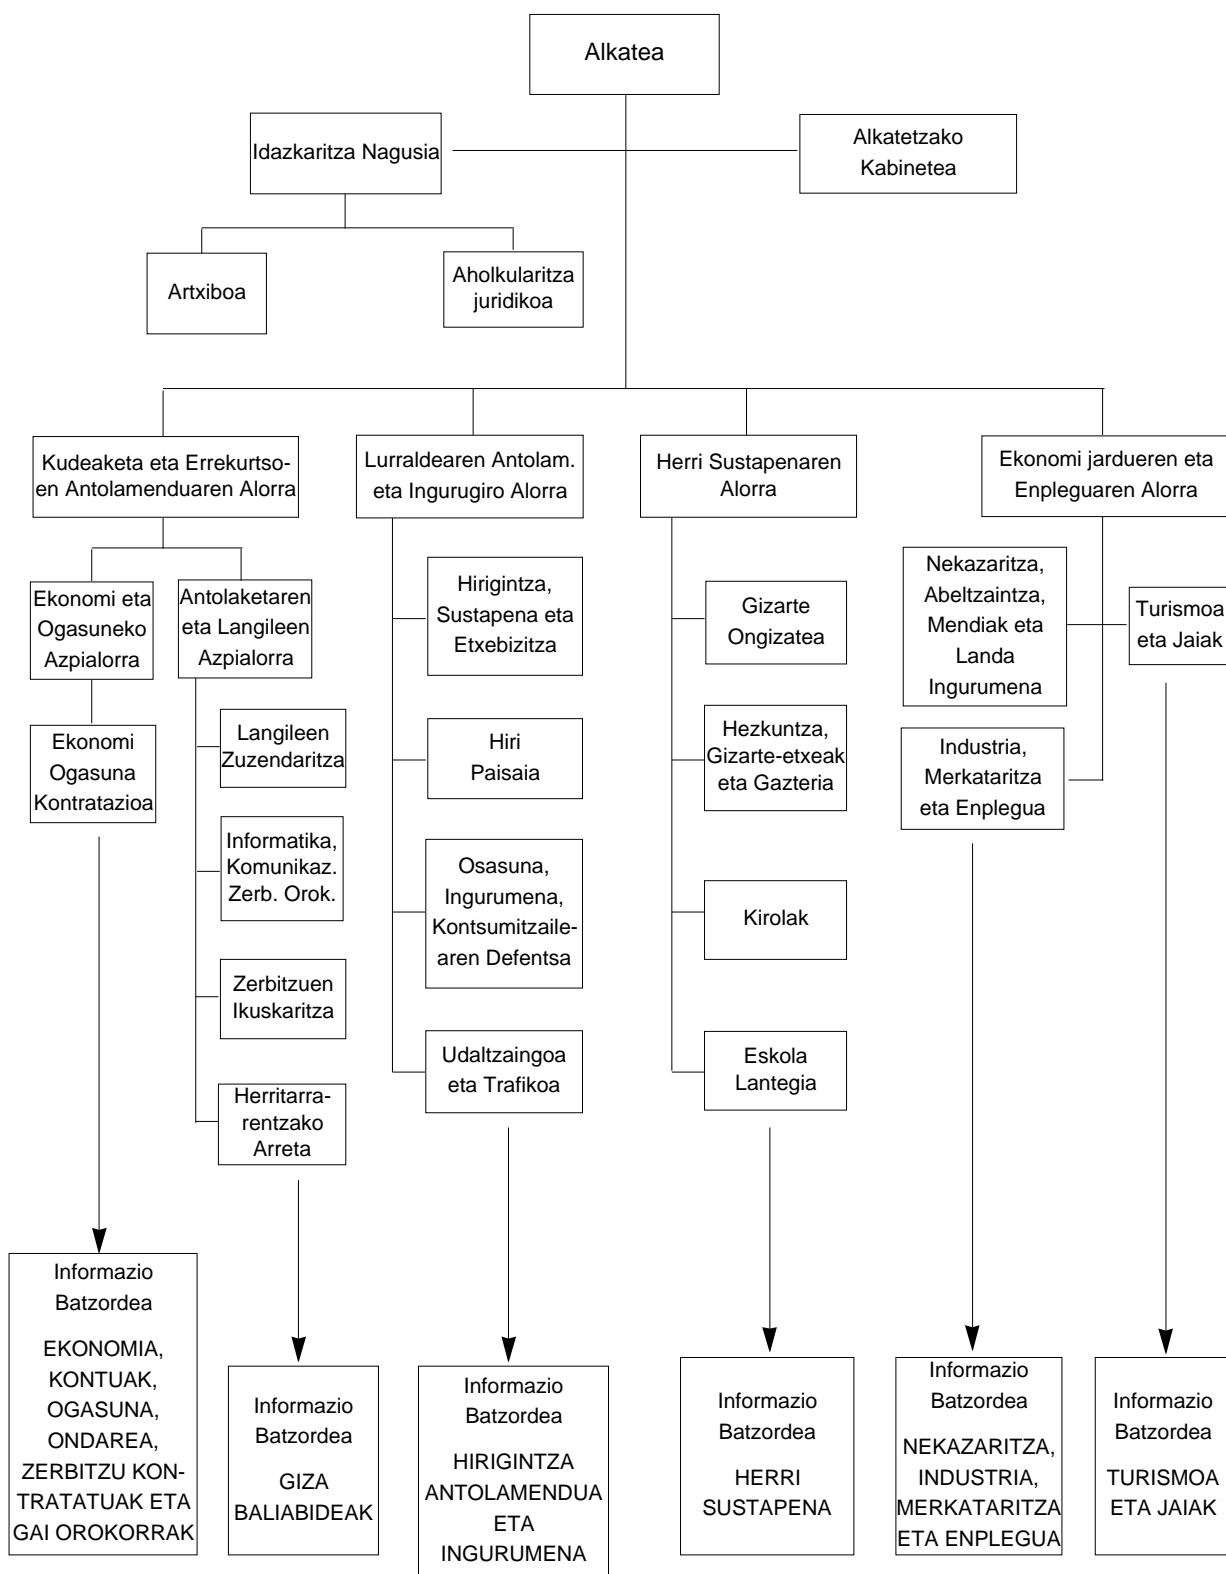 Alkatea
Idazkaritza Nagusia
Alkatetzako
Kabinetea
Artxiboa
Aholkularitza
juridikoa
Kudeaketa eta Errekurtso-
en Antolamenduaren Alorra
Lurraldearen Antolam.
eta Ingurugiro Alorra
Herri Sustapenaren
Alorra
Ekonomi jardueren eta
Enpleguaren Alorra
Ekonomi eta
Ogasuneko
Azpialorra
Antolaketaren
eta Langileen
Azpialorra
Ekonomi
Ogasuna
Kontratazioa
Langileen
Zuzendaritza
Informatika,
Komunikaz.
Zerb. Orok.
Zerbitzuen
Ikuskaritza
Herritarra-
rentzako
Arreta
Hirigintza,
Sustapena eta
Etxebizitza
Hiri
Paisaia
Osasuna,
Ingurumena,
Kontsumitzaile-
aren Defentsa
Udaltzaingoa
eta Trafikoa
Gizarte
Ongizatea
Hezkuntza,
Gizarte-etxeak
eta Gazteria
Kirolak
Eskola
Lantegia
Nekazaritza,
Abeltzaintza,
Mendiak eta
Landa
Ingurumena
Turismoa
eta Jaiak
Industria,
Merkataritza
eta Enplegua
Informazio
Batzordea
EKONOMIA,
KONTUAK,
OGASUNA,
ONDAREA,
ZERBITZU KON-
TRATATUAK ETA
GAI OROKORRAK
Informazio
Batzordea
GIZA
BALIABIDEAK
Informazio
Batzordea
HIRIGINTZA
ANTOLAMENDUA
ETA
INGURUMENA
Informazio
Batzordea
HERRI
SUSTAPENA
Informazio
Batzordea
NEKAZARITZA,
INDUSTRIA,
MERKATARITZA
ETA ENPLEGUA
Informazio
Batzordea
TURISMOA
ETA JAIAK